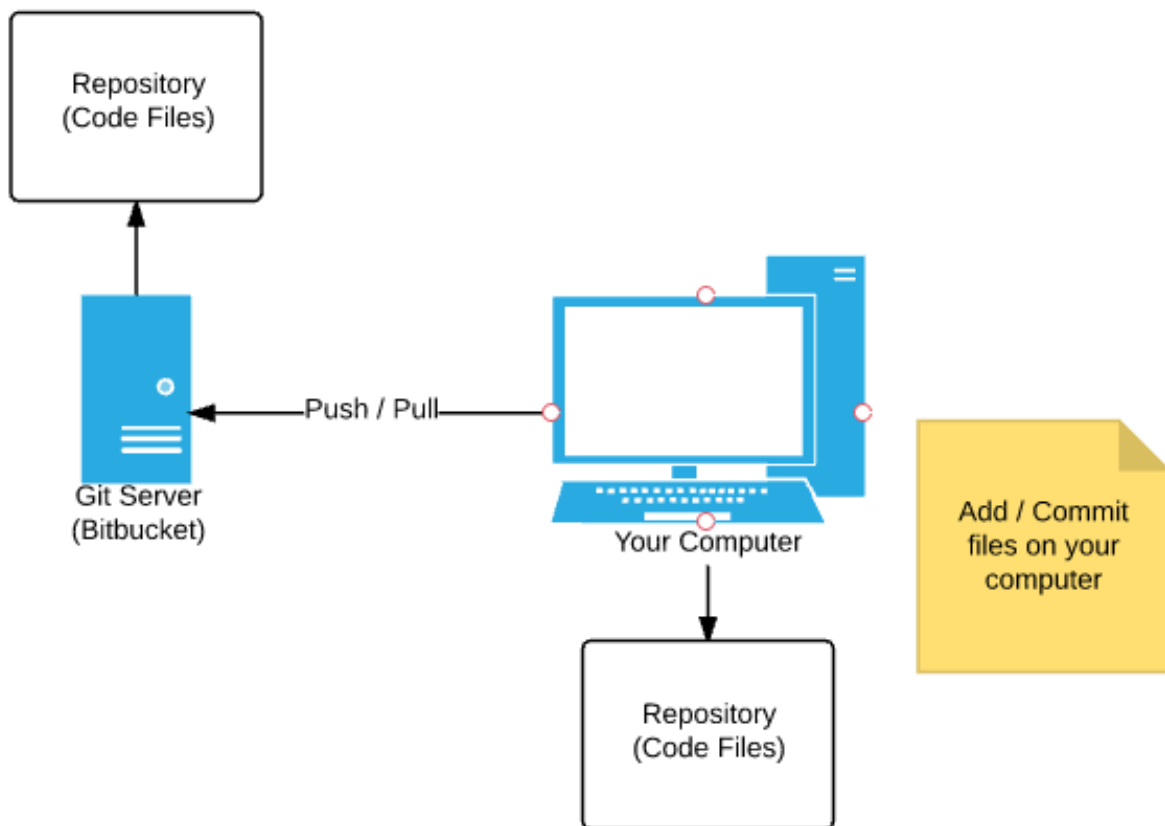 Repository
(Code Files)
Push / Pull
Git Server
(Bitbucket)
Your Computer
Add / Commit
files on your
computer
Repository
(Code Files)